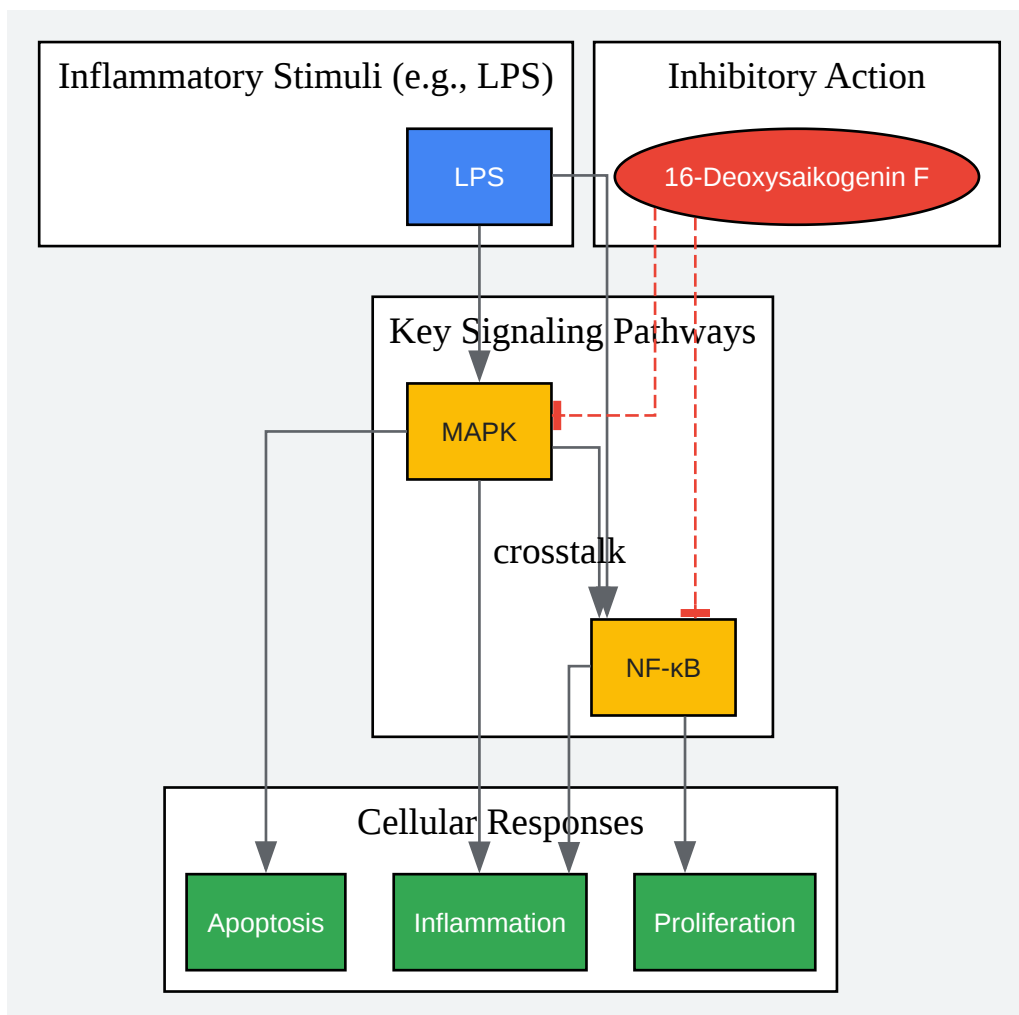 Inflammatory Stimuli (e.g., LPS)
Inhibitory Action
LPS
16-Deoxysaikogenin F
Key Signaling Pathways
MAPK
crosstalk
NF-κB
Cellular Responses
Apoptosis
Inflammation
Proliferation